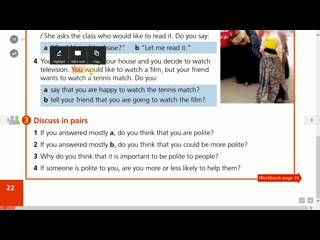 / She asks the class who would like to read it. Do you say:
b "Let me read it."
4 your house and you decide to watch
television. You would like to watch a film, but your friend
wants to watch a tennis match. Do you:
a say that you are happy to watch the tennis match?
b tell your friend that you are going to watch the film?
3 Discuss in pairs
1 If you answered mostly a, do you think that you are polite?
2 If you answered mostly b, do you think that you could be more polite?
3 Why do you think that it is important to be polite to people?
4 If someone is polite to you, are you more or less likely to help them?
Workbook page 16
22